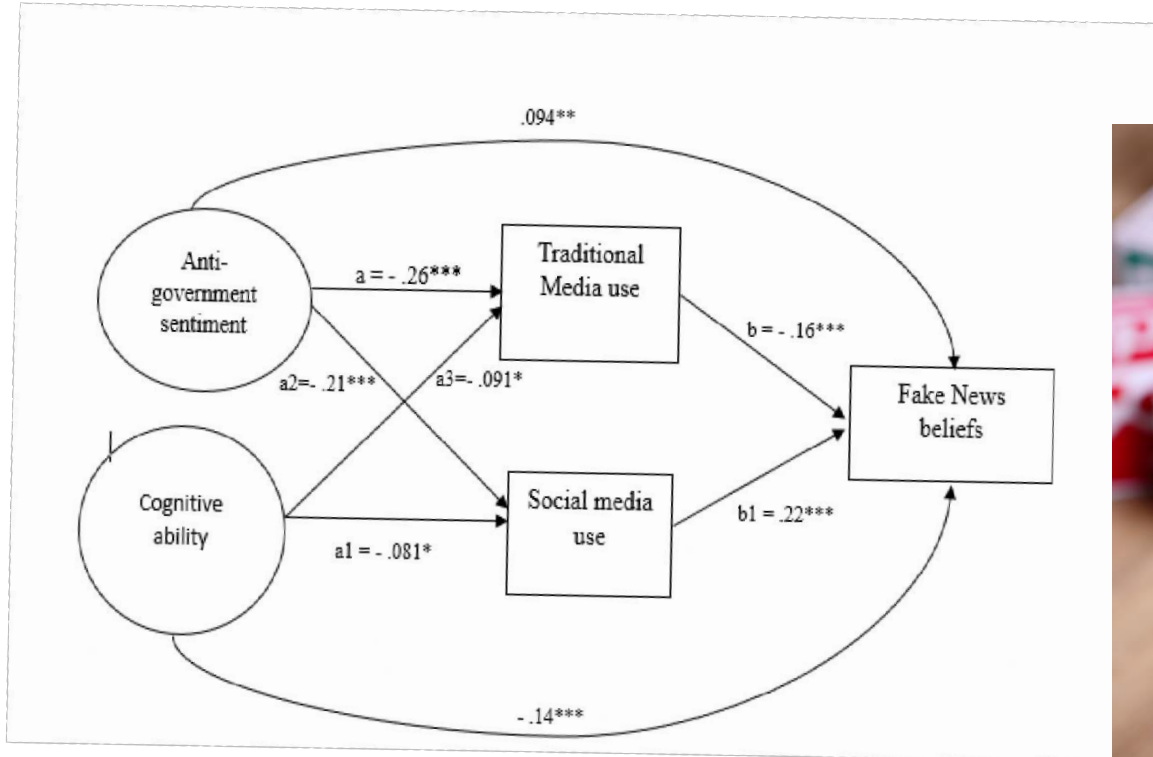 .094**
Anti-
government
sentiment
Traditional
Media use
a = - .26***
b = - .16***
a2=- .21***
a3=- .091*
Fake News
beliefs
Cognitive
ability
Social media
use
b1 = .22***
a1 = - .081*
- .14***